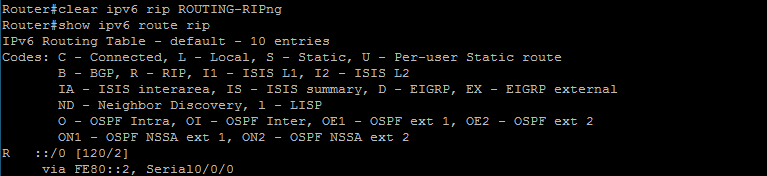 Router#clear ipv6 rip ROUTING-RIPng
Router#show ipv6 route rip
IPv6 Routing Table - default - 10 entries
Codes: C - Connected, L - Local, S - Static, U - Per-user Static route
       B - BGP, R - RIP, I1 - ISIS L1, I2 - ISIS L2
       IA - ISIS interarea, IS - ISIS summary, D - EIGRP, EX - EIGRP external
       ND - Neighbor Discovery, l - LISP
       O - OSPF Intra, OI - OSPF Inter, OE1 - OSPF ext 1, OE2 - OSPF ext 2
       ON1 - OSPF NSSA ext 1, ON2 - OSPF NSSA ext 2
R   ::/0 [120/2]
     via FE80::2, Serial0/0/0